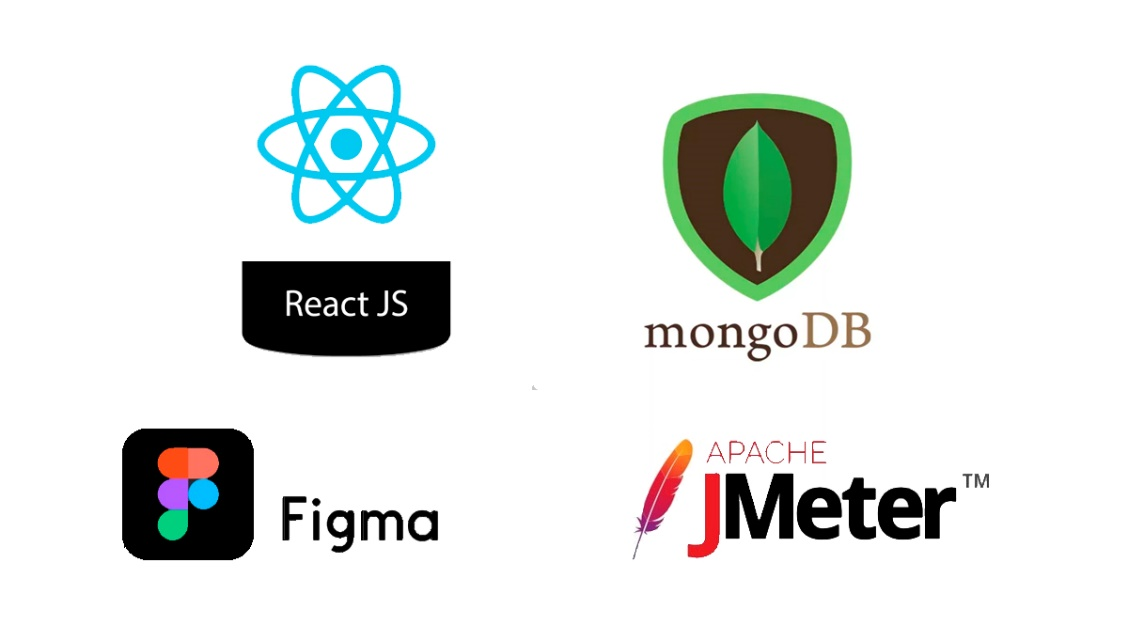 React JS
mongoDB
Figma
APACHE
JMeter™